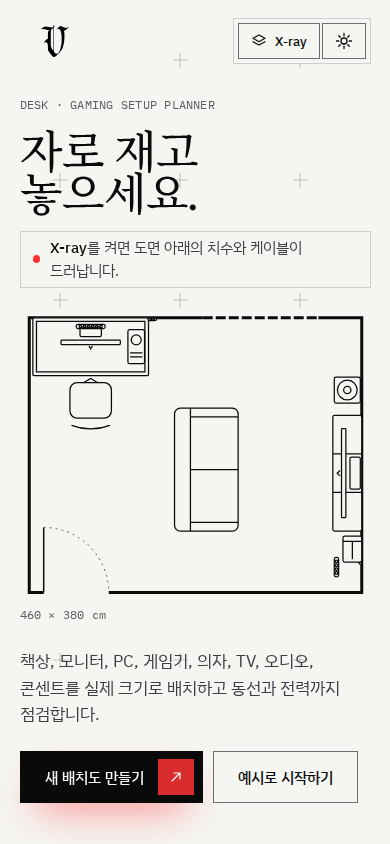 V
X-ray
DESK · GAMING SETUP PLANNER
자로 재고
놓으세요.
X-ray를 켜면 도면 아래의 치수와 케이블이
드러납니다.
460 × 380 cm
책상, 모니터, PC, 게임기, 의자, TV, 오디오,
콘센트를 실제 크기로 배치하고 동선과 전력까지
점검합니다.
새 배치도 만들기
예시로 시작하기